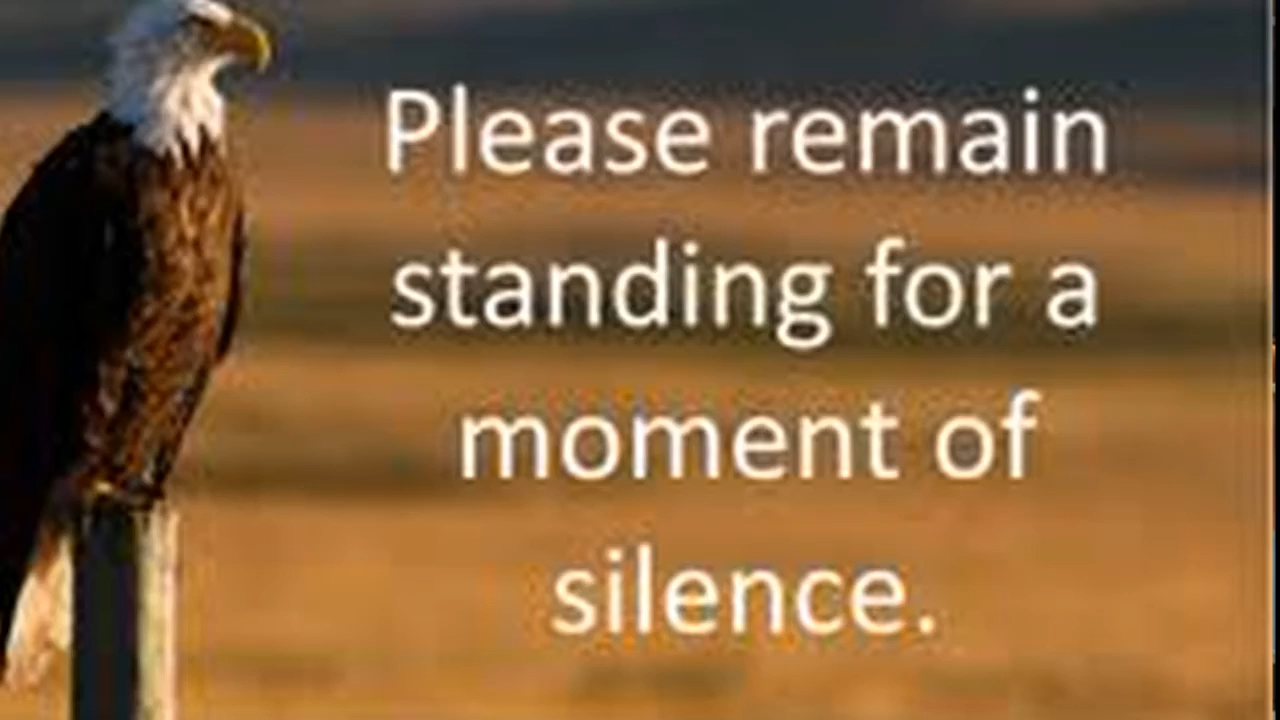 Please remain
standing for a
moment of
silence.